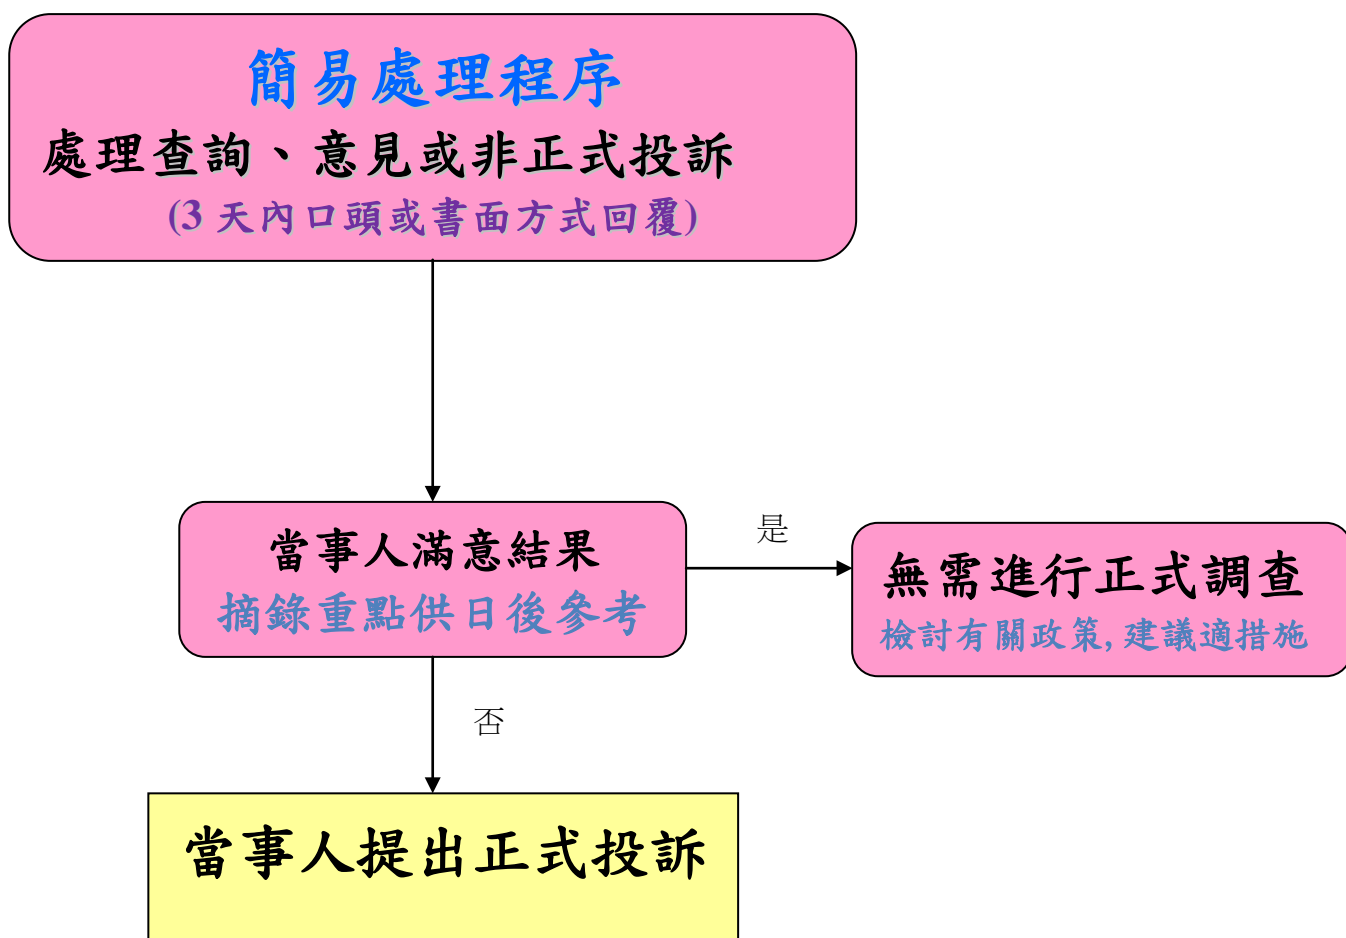 簡易處理程序
處理查詢、意見或非正式投訴
(3 天內口頭或書面方式回覆)
當事人滿意結果
摘錄重點供日後參考
是
無需進行正式調查
檢討有關政策, 建議適措施
否
當事人提出正式投訴